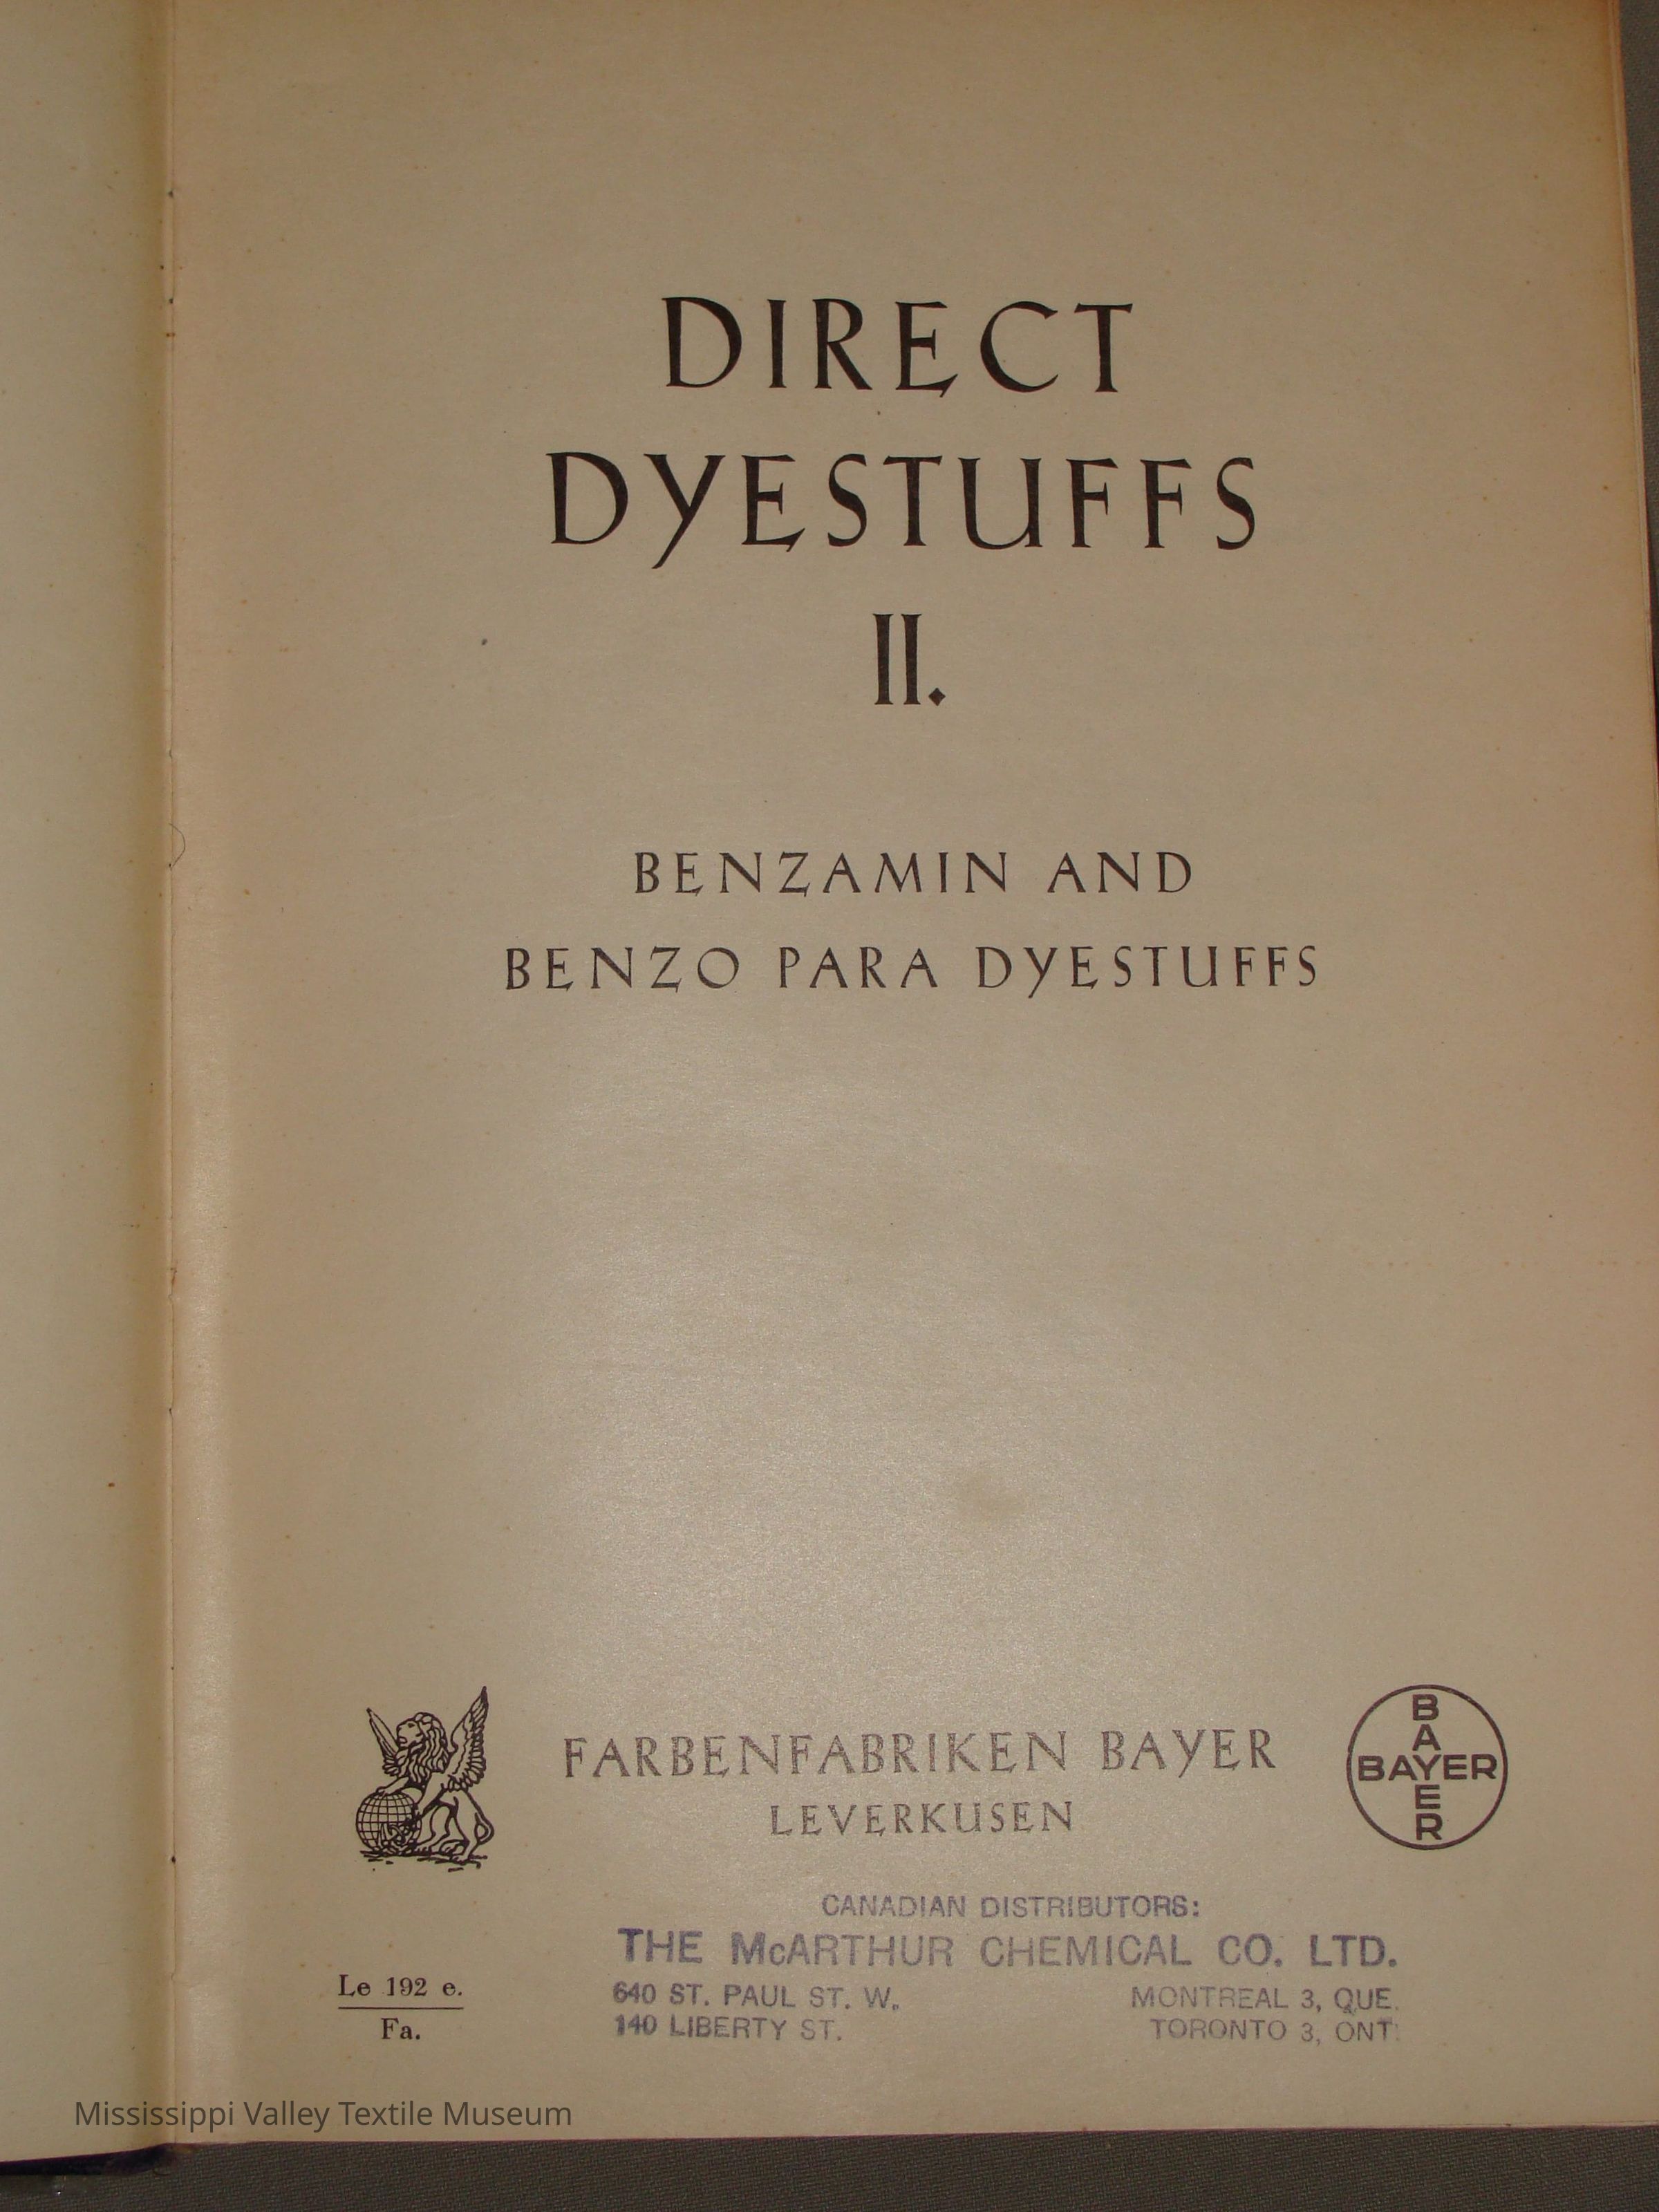 DIRECT
DYESTUFFS
II.
BENZAMIN AND
BENZO PARA DYESTUFFS
FARBENFABRIKEN BAYER
LEVERKUSEN
BAYER
BAYER
CANADIAN DISTRIBUTORS:
THE McARTHUR CHEMICAL CO. LTD.
640 ST. PAUL ST. W. MONTREAL 3, QUE.
140 LIBERTY ST. TORONTO 3, ONT.
Le 192 e.
Fa.
Mississippi Valley Textile Museum